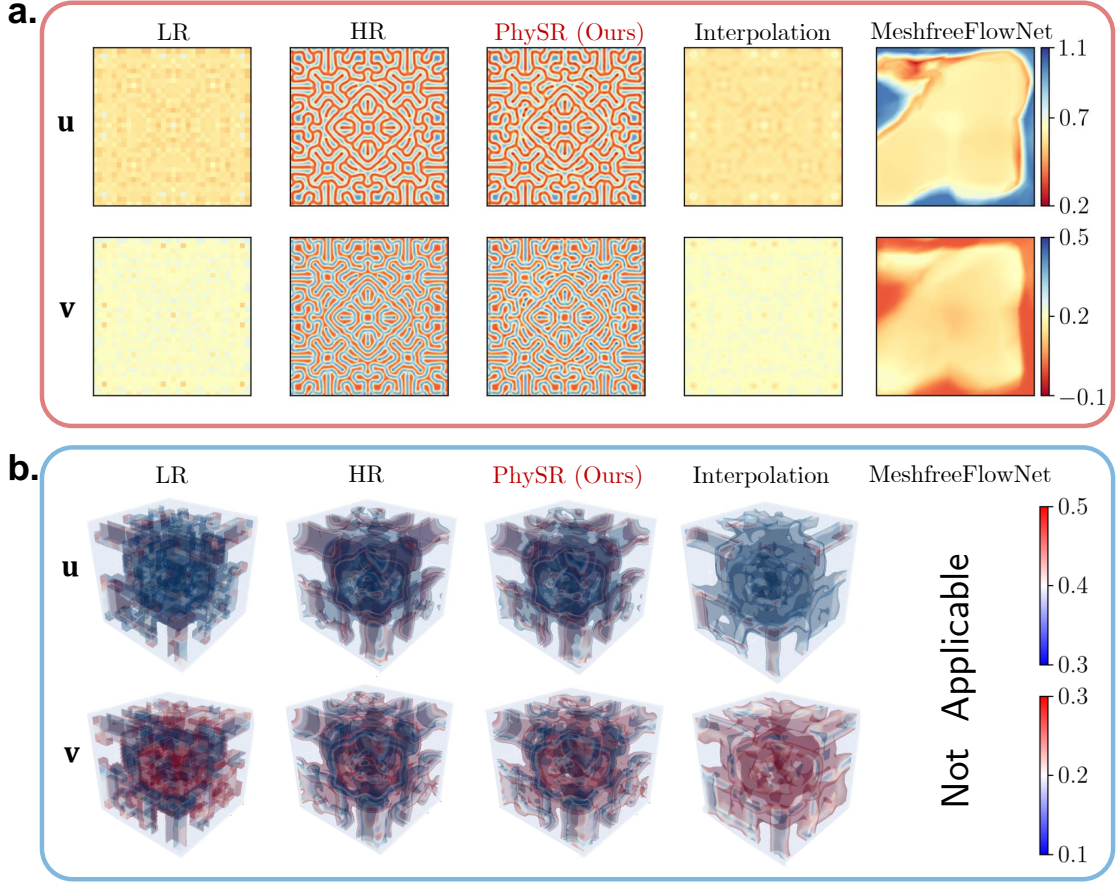 a.
LR HR PhySR (Ours) Interpolation MeshfreeFlowNet
u
1.1
0.7
0.2
v
0.5
0.2
−0.1
b.
LR HR PhySR (Ours) Interpolation MeshfreeFlowNet
u
0.5
0.4
0.3
v
Not Applicable
0.3
0.2
0.1